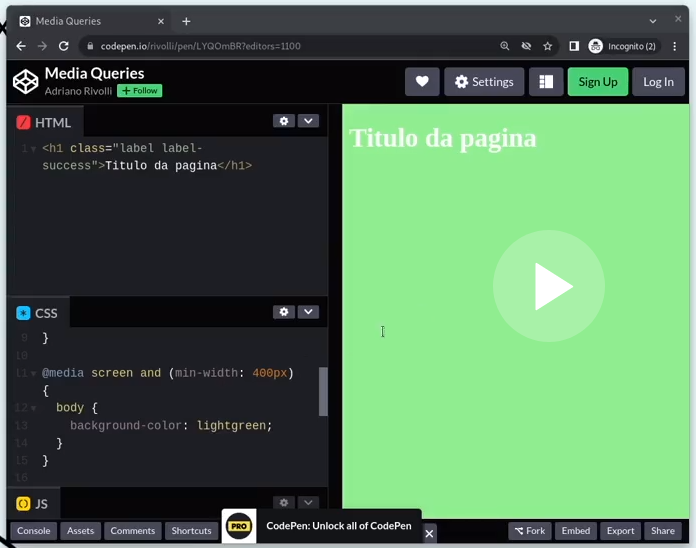 Media Queries
codepen.io/rivolli/pen/LYQOmBR?editors=1100
Incognito (2)
Media Queries
Adriano Rivolli
+ Follow
Settings
Sign Up
Log In
HTML
1 <h1 class="label label-
success">Titulo da pagina</h1>
Titulo da pagina
CSS
9 }
10
11 @media screen and (min-width: 400px)
{
12 body {
13 background-color: lightgreen;
14 }
15 }
16
JS
PRO
CodePen: Unlock all of CodePen
Console
Assets
Comments
Shortcuts
Fork
Embed
Export
Share